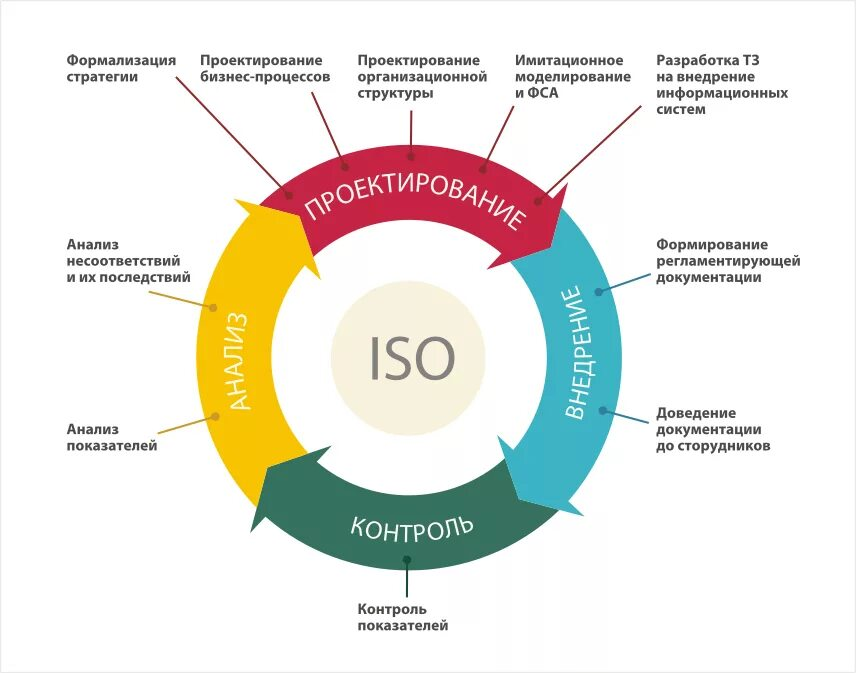 Формализация
стратегии
Проектирование
бизнес-процессов
Проектирование
организационной
структуры
Имитационное
моделирование
и ФСА
Разработка ТЗ
на внедрение
информационных
систем
ПРОЕКТИРОВАНИЕ
Анализ
несоответствий
и их последствий
Формирование
регламентирующей
документации
АНАЛИЗ
ISO
ВНЕДРЕНИЕ
Анализ
показателей
Доведение
документации
до сторудников
КОНТРОЛЬ
Контроль
показателей